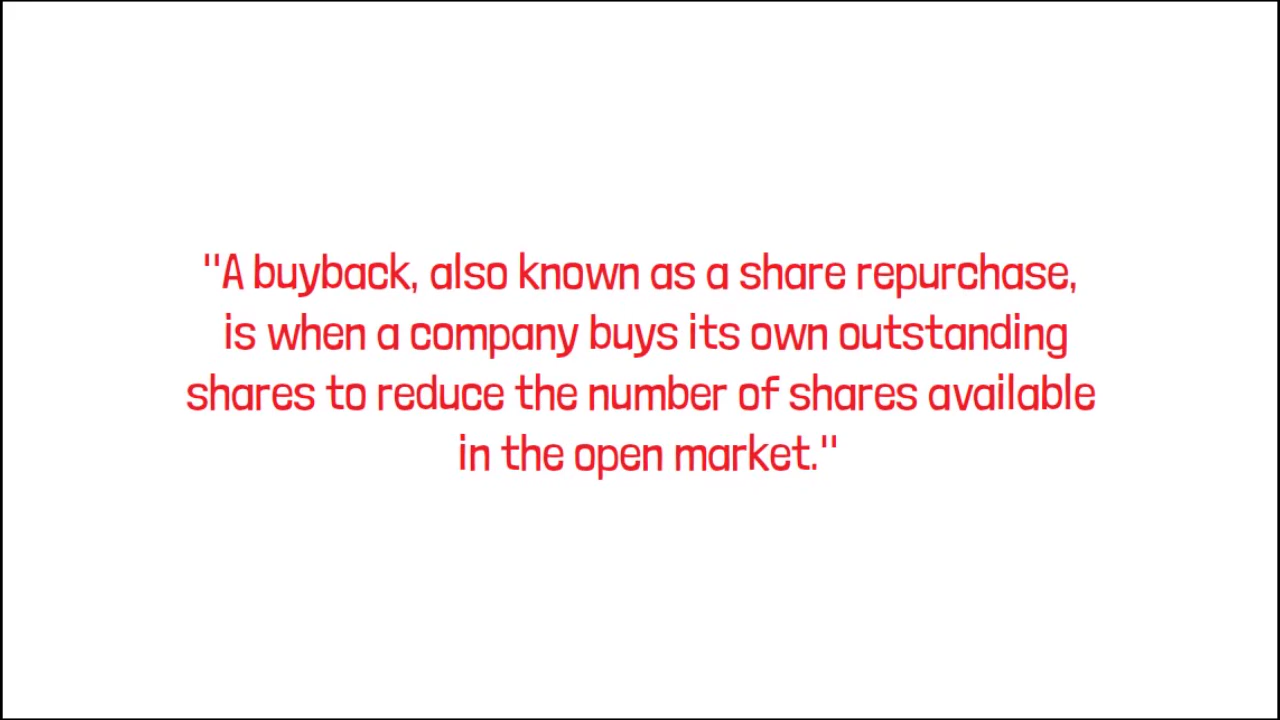 "A buyback, also known as a share repurchase,
is when a company buys its own outstanding
shares to reduce the number of shares available
in the open market."